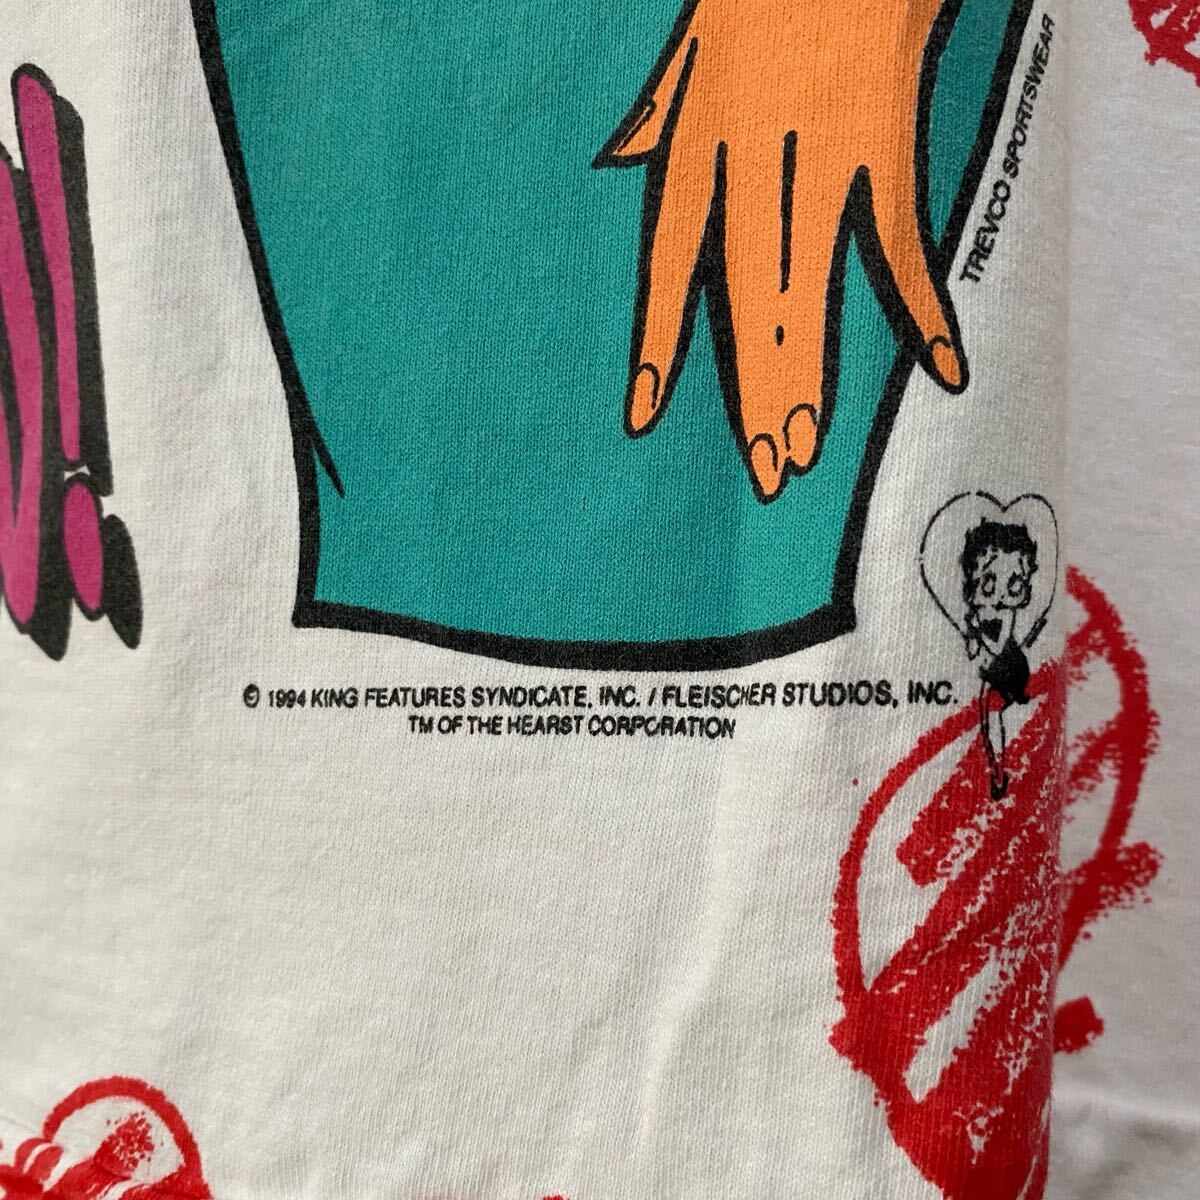 TREVCO SPORTSWEAR
© 1994 KING FEATURES SYNDICATE, INC. / FLEISCHER STUDIOS, INC.
TM OF THE HEARST CORPORATION